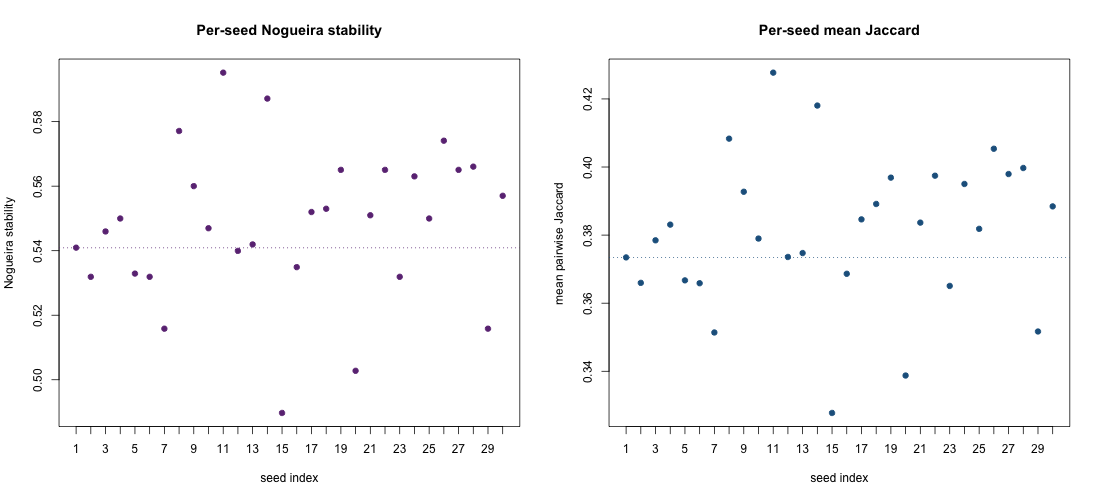 Per-seed Nogueira stability
Nogueira stability
0.58
0.56
0.54
0.52
0.50
1 3 5 7 9 11 13 15 17 19 21 23 25 27 29
seed index
Per-seed mean Jaccard
mean pairwise Jaccard
0.42
0.40
0.38
0.36
0.34
1 3 5 7 9 11 13 15 17 19 21 23 25 27 29
seed index